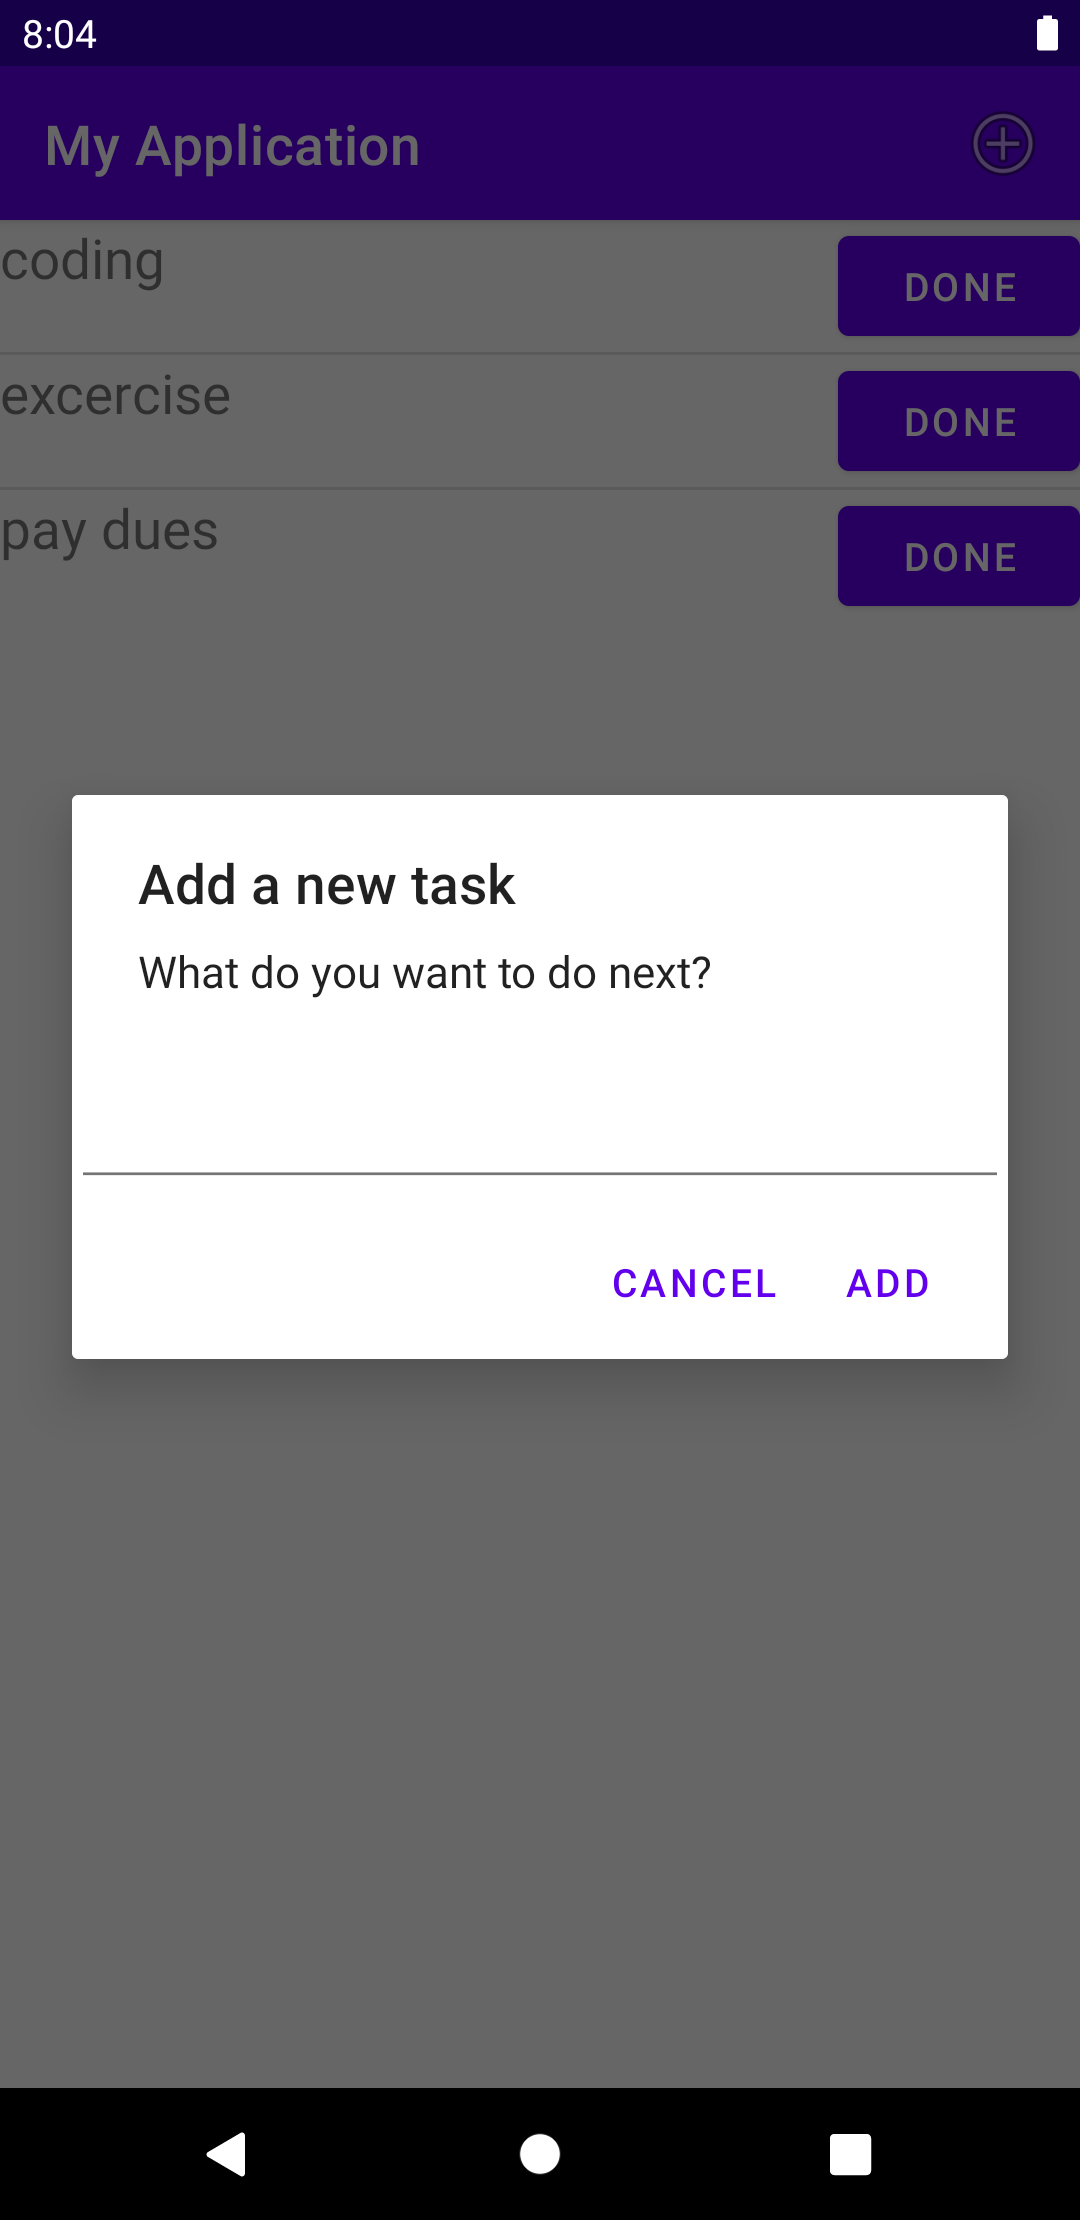 8:04
My Application
coding
DONE
excercise
DONE
pay dues
DONE
Add a new task
What do you want to do next?
CANCEL ADD